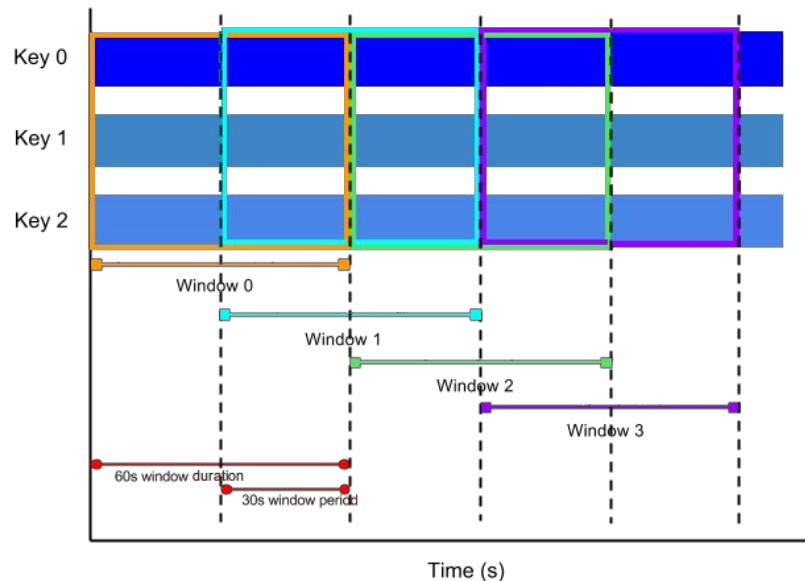 Key 0
Key 1
Key 2
Window 0
Window 1
Window 2
Window 3
60s window duration
30s window period
Time (s)